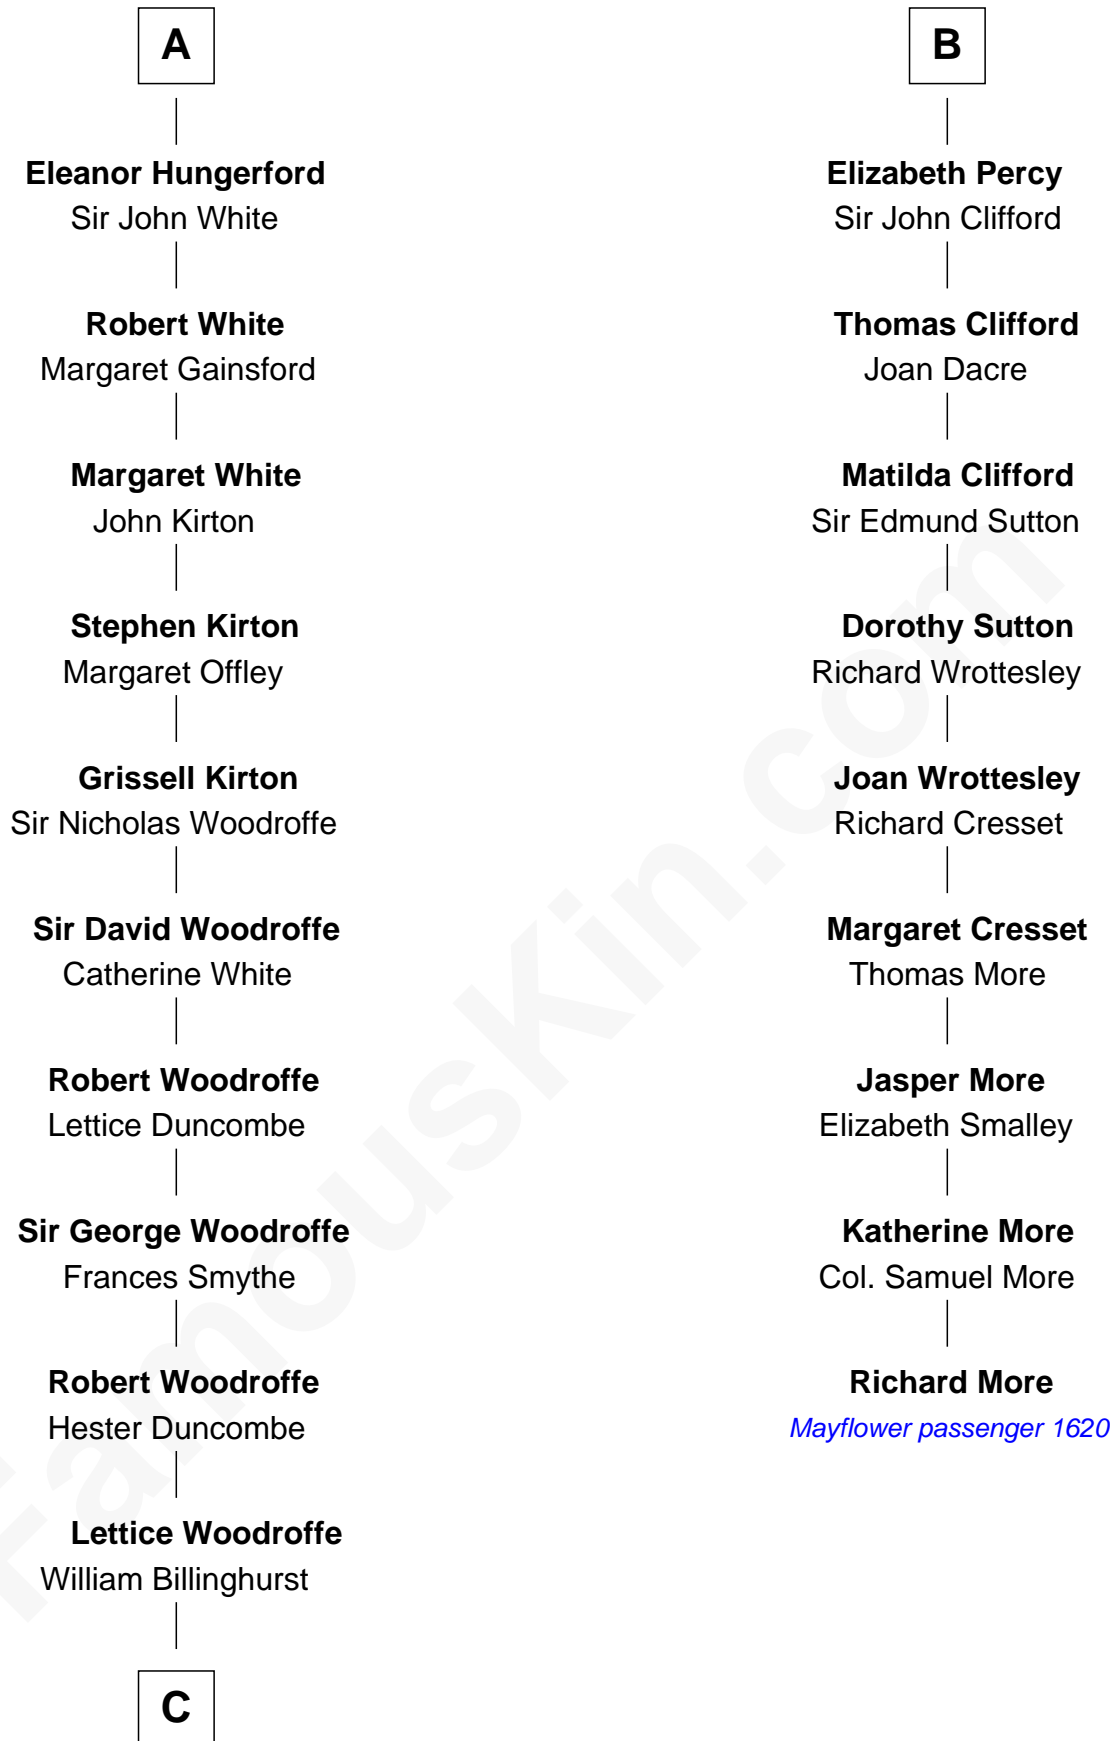 A
Eleanor Hungerford
Sir John White
Robert White
Margaret Gainsford
Margaret White
John Kirton
Stephen Kirton
Margaret Offley
Grissell Kirton
Sir Nicholas Woodroffe
Sir David Woodroffe
Catherine White
Robert Woodroffe
Lettice Duncombe
Sir George Woodroffe
Frances Smythe
Robert Woodroffe
Hester Duncombe
Lettice Woodroffe
William Billinghurst
C
B
Elizabeth Percy
Sir John Clifford
Thomas Clifford
Joan Dacre
Matilda Clifford
Sir Edmund Sutton
Dorothy Sutton
Richard Wrottesley
Joan Wrottesley
Richard Cresset
Margaret Cresset
Thomas More
Jasper More
Elizabeth Smalley
Katherine More
Col. Samuel More
Richard More
Mayflower passenger 1620
FamousKin.com